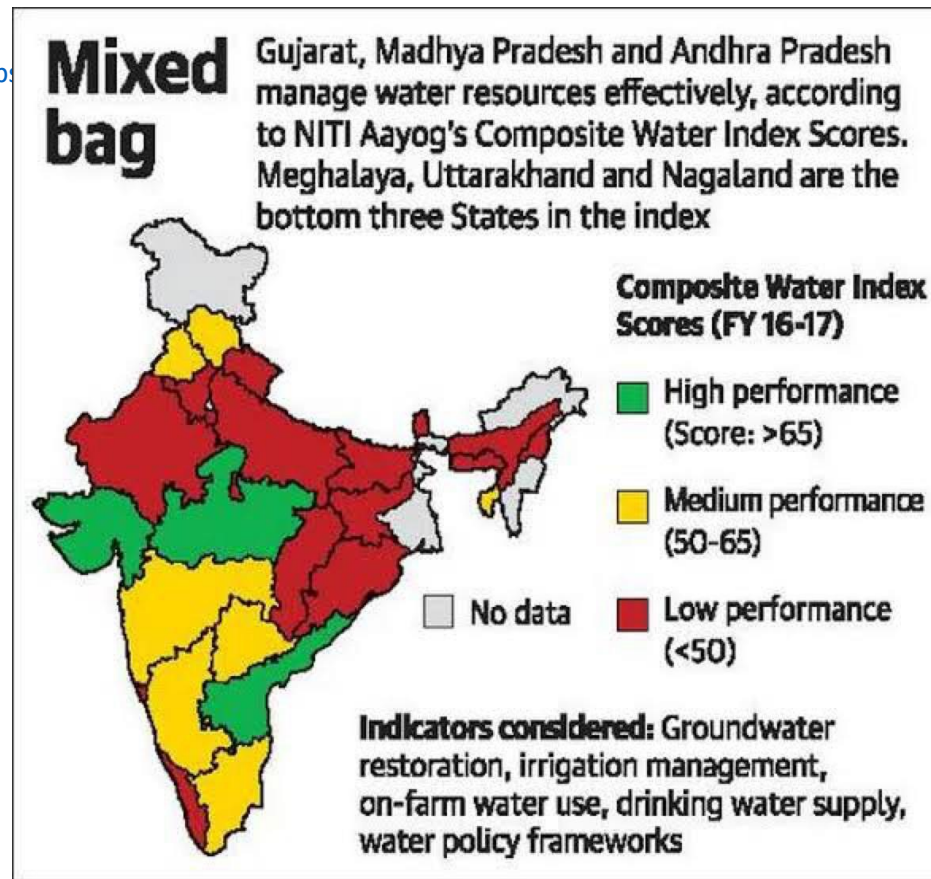 Mixed
bag
Gujarat, Madhya Pradesh and Andhra Pradesh
manage water resources effectively, according
to NITI Aayog's Composite Water Index Scores.
Meghalaya, Uttarakhand and Nagaland are the
bottom three States in the index
Composite Water Index
Scores (FY 16-17)
High performance
(Score: >65)
Medium performance
(50-65)
No data
Low performance
(<50)
Indicators considered: Groundwater
restoration, irrigation management,
on-farm water use, drinking water supply,
water policy frameworks